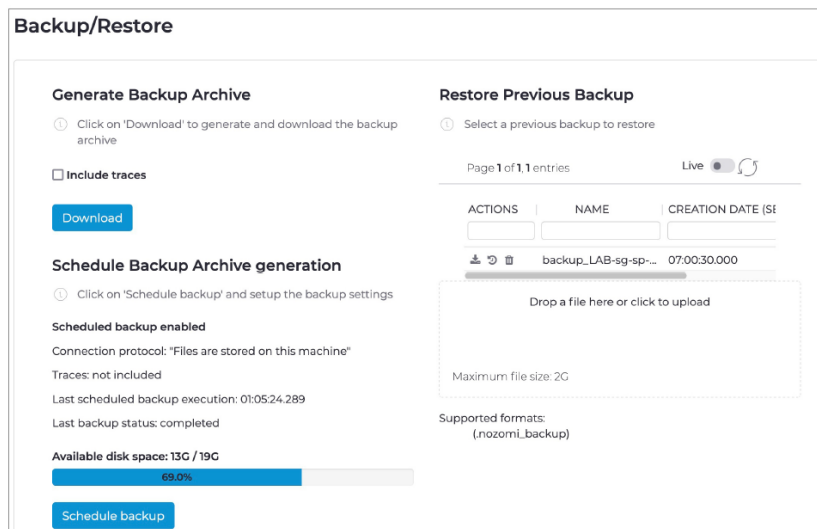 Backup/Restore
Generate Backup Archive
Click on 'Download' to generate and download the backup
archive
Include traces
Download
Schedule Backup Archive generation
Click on 'Schedule backup' and setup the backup settings
Scheduled backup enabled
Connection protocol: "Files are stored on this machine"
Traces: not included
Last scheduled backup execution: 01:05:24.289
Last backup status: completed
Available disk space: 13G / 19G
69.0%
Schedule backup
Restore Previous Backup
Select a previous backup to restore
Page 1 of 1, 1 entries
Live
ACTIONS NAME CREATION DATE (SE
backup_LAB-sg-sp-... 07:00:30.000
Drop a file here or click to upload
Maximum file size: 2G
Supported formats:
(.nozomi_backup)